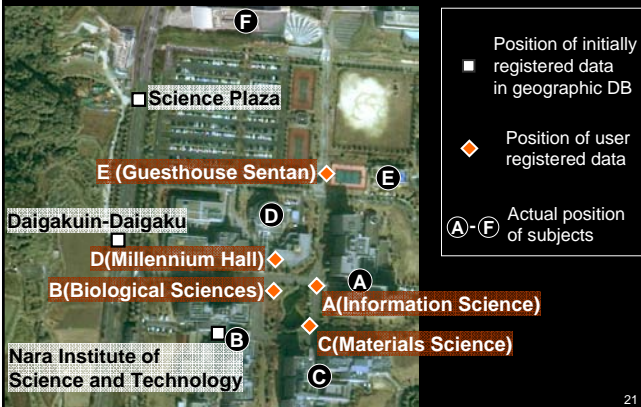 F
Science Plaza
E (Guesthouse Sentan)
E
D
Daigakuin-Daigaku
D(Millennium Hall)
A
B(Biological Sciences)
A(Information Science)
B
C(Materials Science)
Nara Institute of
Science and Technology
C
Position of initially
registered data
in geographic DB
Position of user
registered data
A-F Actual position
of subjects
21